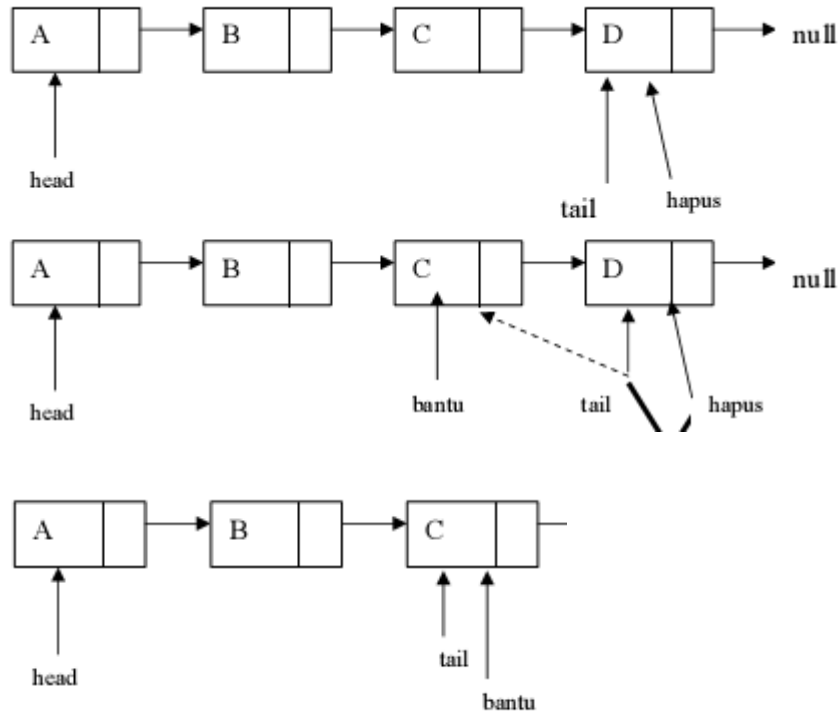 A B C D null
head tail hapus
A B C D null
head bantu tail hapus
A B C
head tail bantu